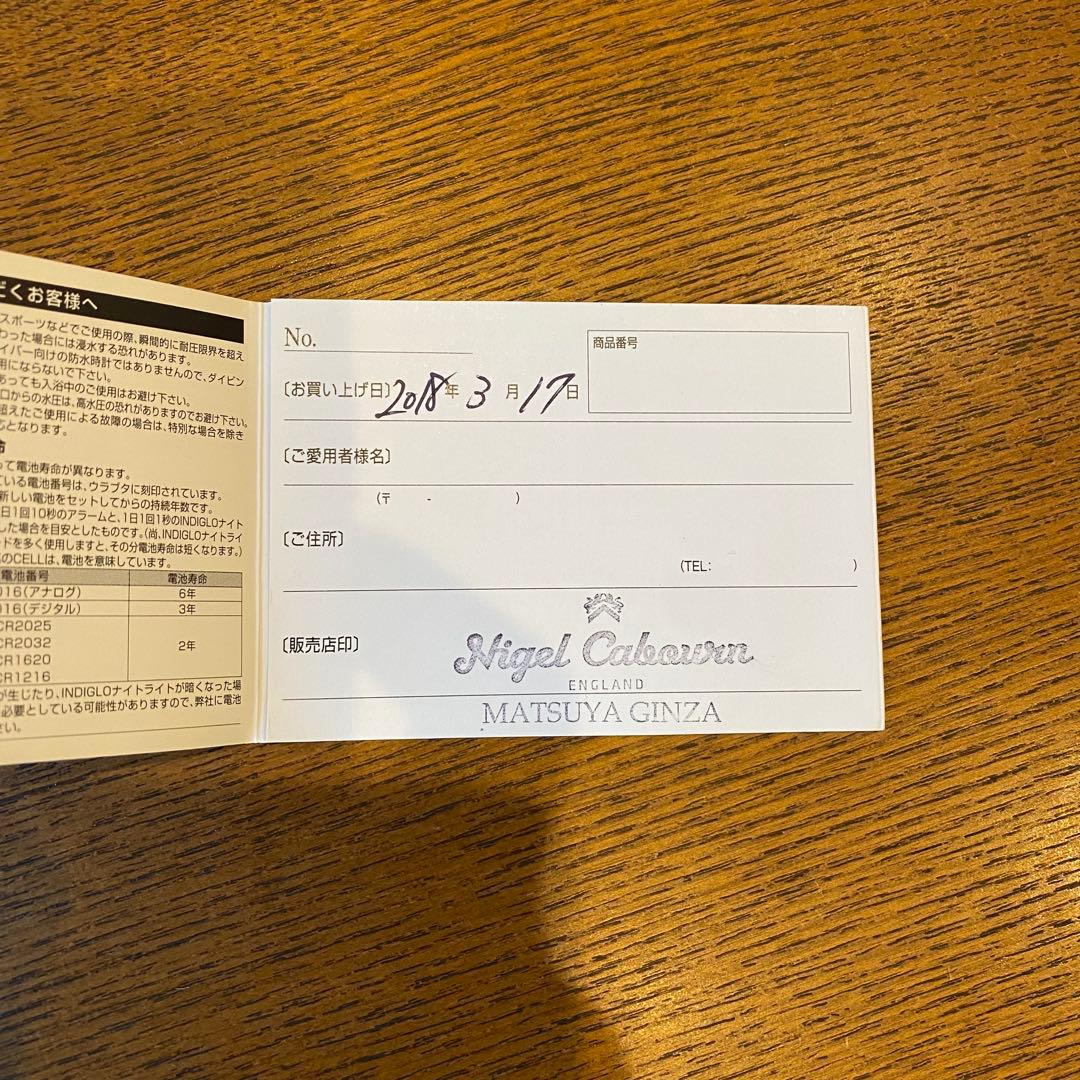 だくお客様へ
スポーツなどでご使用の際、瞬間的に耐圧限界を超え
わった場合には浸水する恐れがあります。
イバー向けの防水時計ではありませんので、ダイビン
用にならないで下さい。
あっても入浴中のご使用はお避け下さい。
口からの水圧は、高水圧の恐れがありますのでお避け下さい。
超えたご使用による故障の場合は、特別な場合を除き
応となります。
命
って電池寿命が異なります。
ている電池番号は、ウラブタに刻印されています。
新しい電池をセットしてからの持続年数です。
日1回10秒のアラームと、1日1回1秒のINDIGLOナイト
した場合を目安としたものです。(尚、INDIGLOナイトライ
ドを多く使用しますと、その分電池寿命は短くなります。)
のCELLは、電池を意味しています。
電池番号 電池寿命
016(アナログ) 6年
016(デジタル) 3年
CR2025
CR2032 2年
CR1620
CR1216
が生じたり、INDIGLOナイトライトが暗くなった場
必要としている可能性がありますので、弊社に電池
さい。
No.
商品番号
〔お買い上げ日〕2018年 3 月 17日
〔ご愛用者様名〕
(〒 - )
〔ご住所〕
(TEL: )
〔販売店印〕
Nigel Cabourn
ENGLAND
MATSUYA GINZA